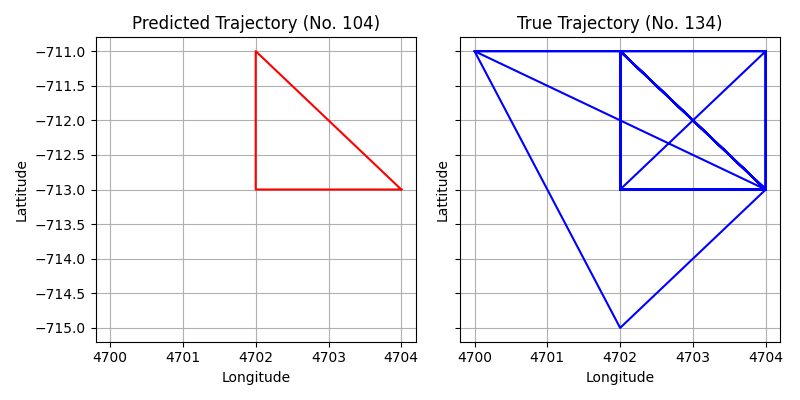 Predicted Trajectory (No. 104)
−711.0
−711.5
−712.0
−712.5
−713.0
−713.5
−714.0
−714.5
−715.0
Lattitude
4700 4701 4702 4703 4704
Longitude
True Trajectory (No. 134)
Lattitude
4700 4701 4702 4703 4704
Longitude